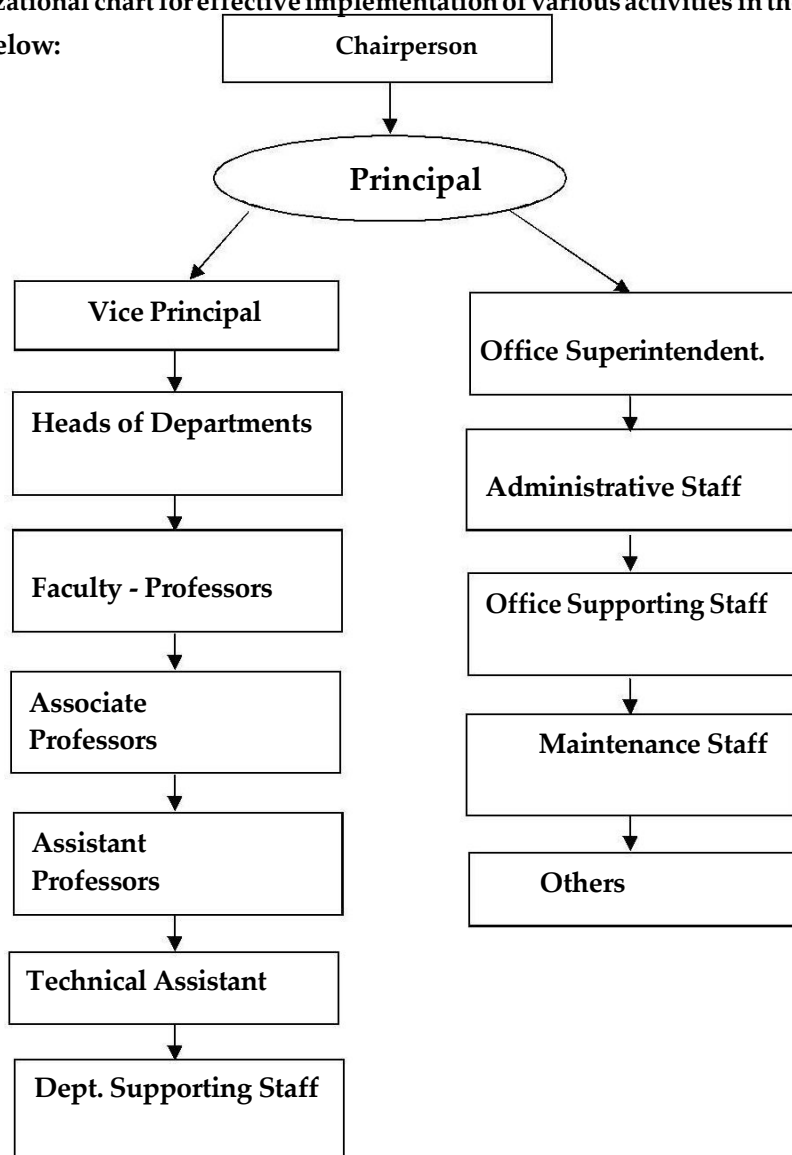 zational chart for effective implementation of various activities in th
elow:
Chairperson
Principal
Vice Principal
Heads of Departments
Faculty - Professors
Associate
Professors
Assistant
Professors
Technical Assistant
Dept. Supporting Staff
Office Superintendent.
Administrative Staff
Office Supporting Staff
Maintenance Staff
Others